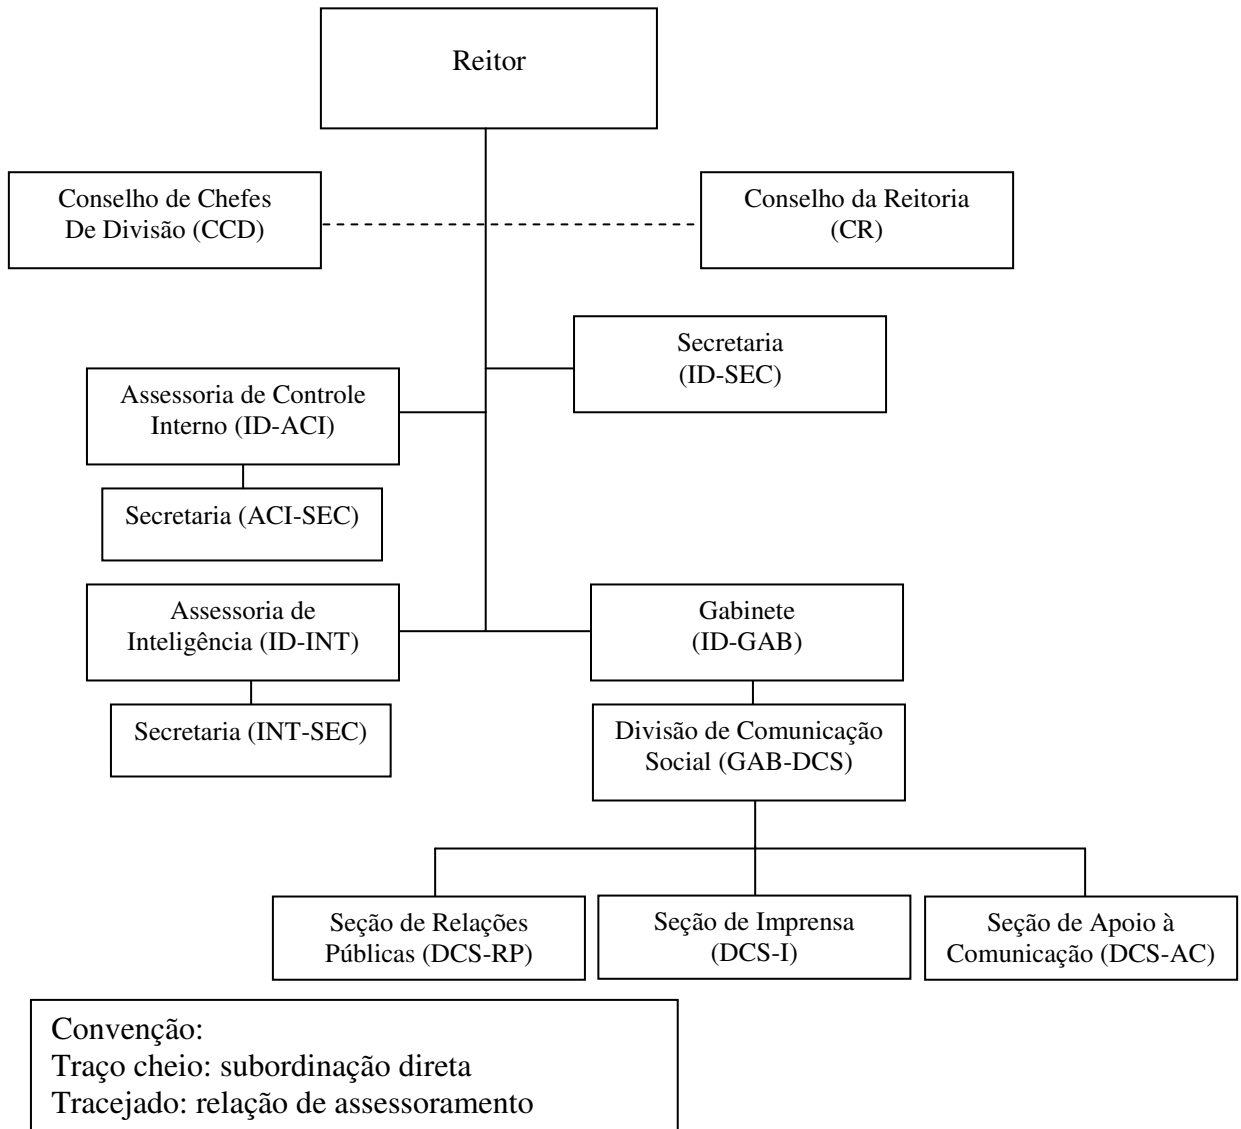 Reitor
Conselho de Chefes
De Divisão (CCD)
Conselho da Reitoria
(CR)
Secretaria
(ID-SEC)
Assessoria de Controle
Interno (ID-ACI)
Secretaria (ACI-SEC)
Assessoria de
Inteligência (ID-INT)
Gabinete
(ID-GAB)
Secretaria (INT-SEC)
Divisão de Comunicação
Social (GAB-DCS)
Seção de Relações
Públicas (DCS-RP)
Seção de Imprensa
(DCS-I)
Seção de Apoio à
Comunicação (DCS-AC)
Convenção:
Traço cheio: subordinação direta
Tracejado: relação de assessoramento